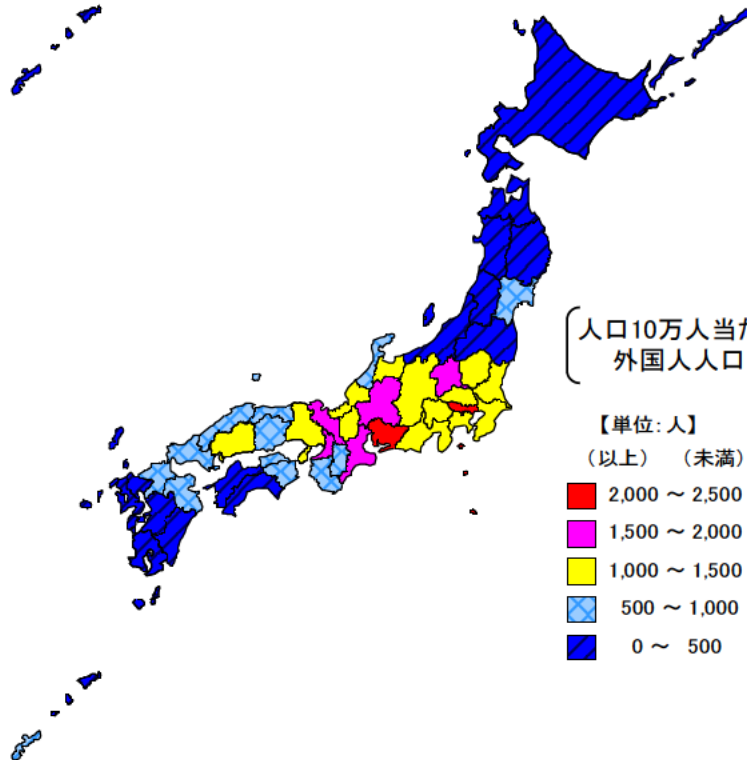 人口10万人当た
外国人人口
【単位:人】
(以上) (未満)
2,000 ~ 2,500
1,500 ~ 2,000
1,000 ~ 1,500
500 ~ 1,000
0 ~ 500